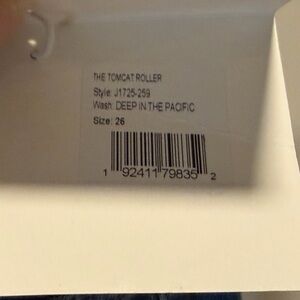 THE TOMCAT ROLLER
Style: J1725-259
Wash: DEEP IN THE PACIFIC
Size: 26
1 92411 79835 2